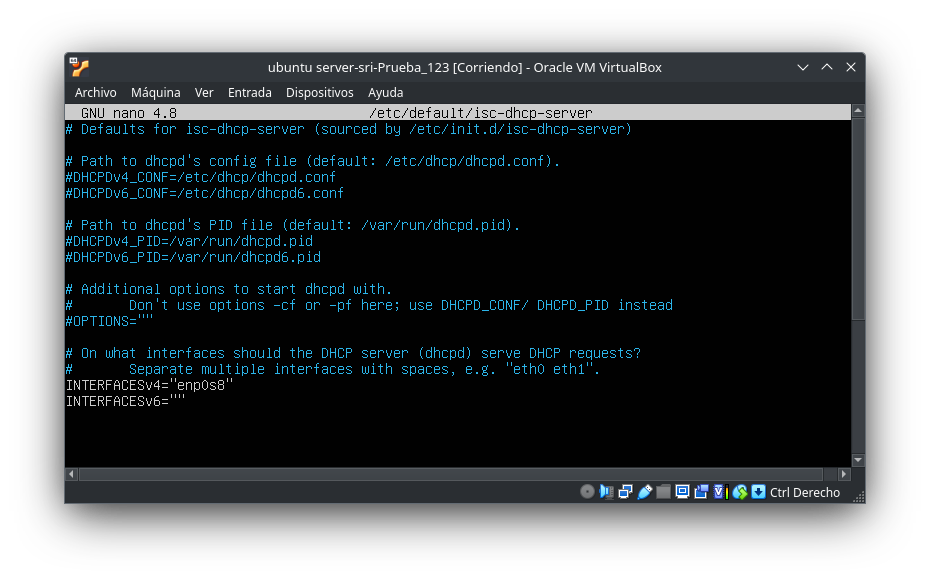 ubuntu server-sri-Prueba_123 [Corriendo] - Oracle VM VirtualBox
Archivo Máquina Ver Entrada Dispositivos Ayuda
GNU nano 4.8 /etc/default/isc-dhcp-server
# Defaults for isc-dhcp-server (sourced by /etc/init.d/isc-dhcp-server)
# Path to dhcpd's config file (default: /etc/dhcp/dhcpd.conf).
#DHCPDv4_CONF=/etc/dhcp/dhcpd.conf
#DHCPDv6_CONF=/etc/dhcp/dhcpd6.conf
# Path to dhcpd's PID file (default: /var/run/dhcpd.pid).
#DHCPDv4_PID=/var/run/dhcpd.pid
#DHCPDv6_PID=/var/run/dhcpd6.pid
# Additional options to start dhcpd with.
#       Don't use options -cf or -pf here; use DHCPD_CONF/ DHCPD_PID instead
#OPTIONS=""
# On what interfaces should the DHCP server (dhcpd) serve DHCP requests?
#       Separate multiple interfaces with spaces, e.g. "eth0 eth1".
INTERFACESv4="enp0s8"
INTERFACESv6=""
Ctrl Derecho